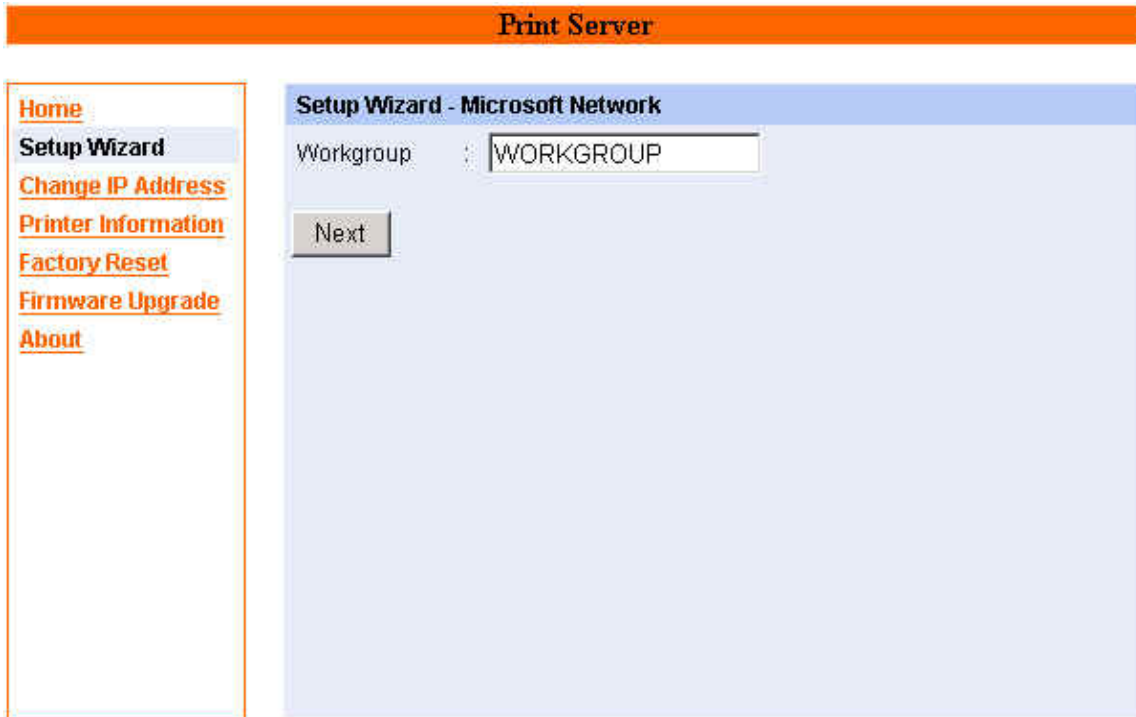 Print Server
Home
Setup Wizard
Change IP Address
Printer Information
Factory Reset
Firmware Upgrade
About
Setup Wizard - Microsoft Network
Workgroup : WORKGROUP
Next